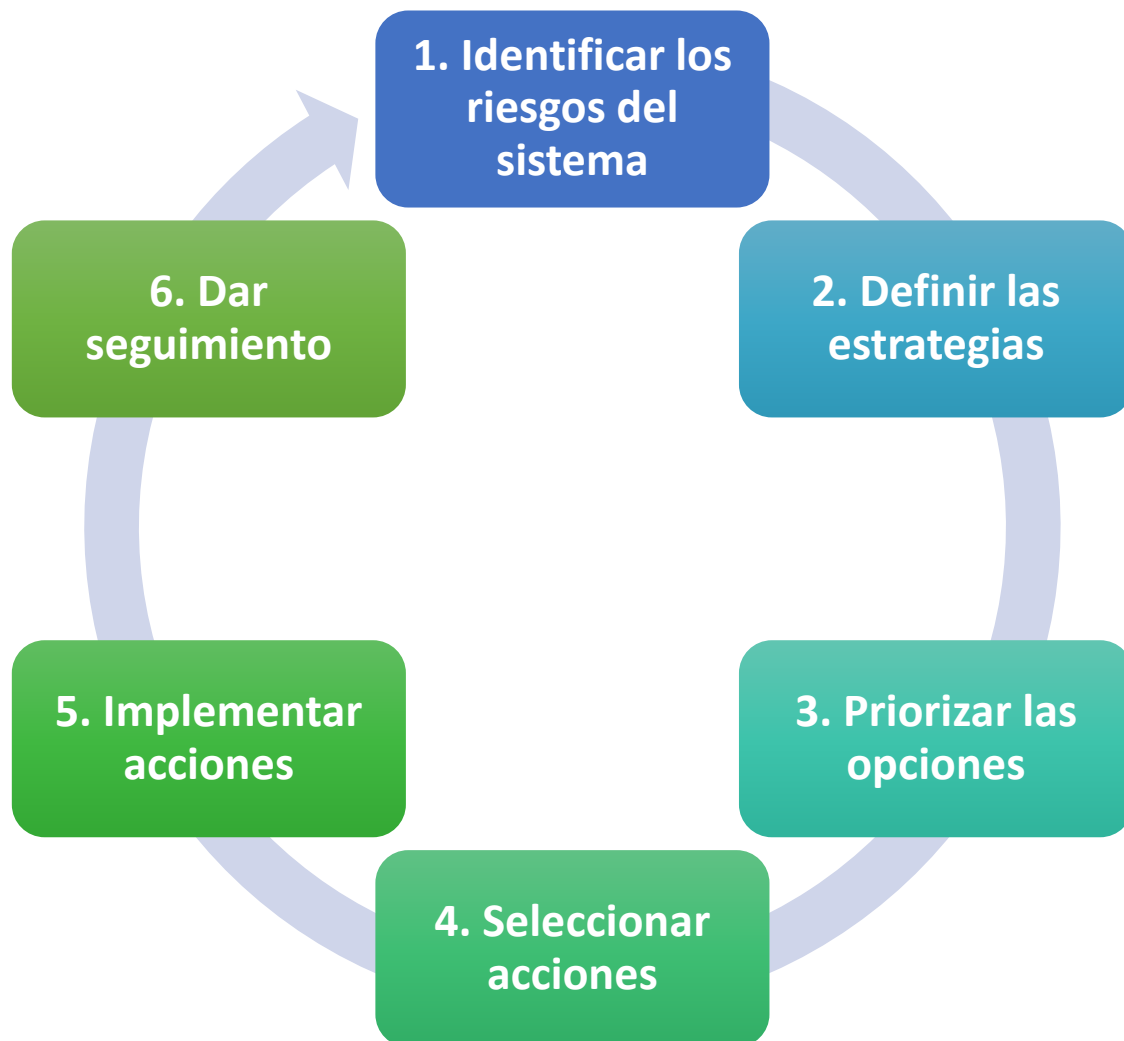 1. Identificar los
riesgos del
sistema
2. Definir las
estrategias
3. Priorizar las
opciones
4. Seleccionar
acciones
5. Implementar
acciones
6. Dar
seguimiento